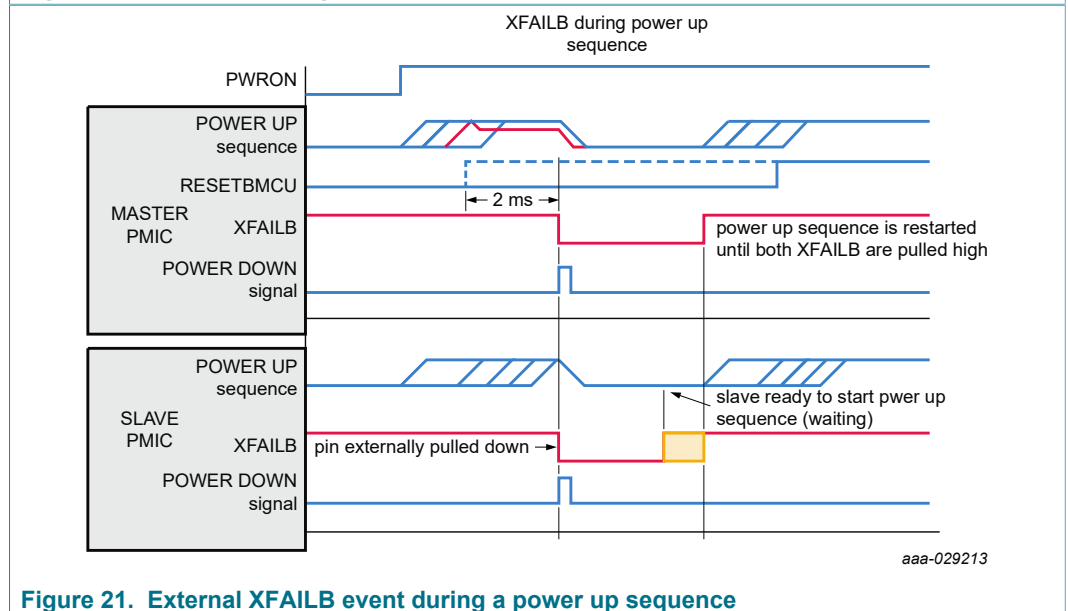 XFAILB during power up
sequence
PWRON
POWER UP
sequence
RESETBMCU
2 ms
MASTER
PMIC
XFAILB
power up sequence is restarted
until both XFAILB are pulled high
POWER DOWN
signal
POWER UP
sequence
slave ready to start pwer up
sequence (waiting)
SLAVE
PMIC
XFAILB
pin externally pulled down
POWER DOWN
signal
aaa-029213
Figure 21. External XFAILB event during a power up sequence